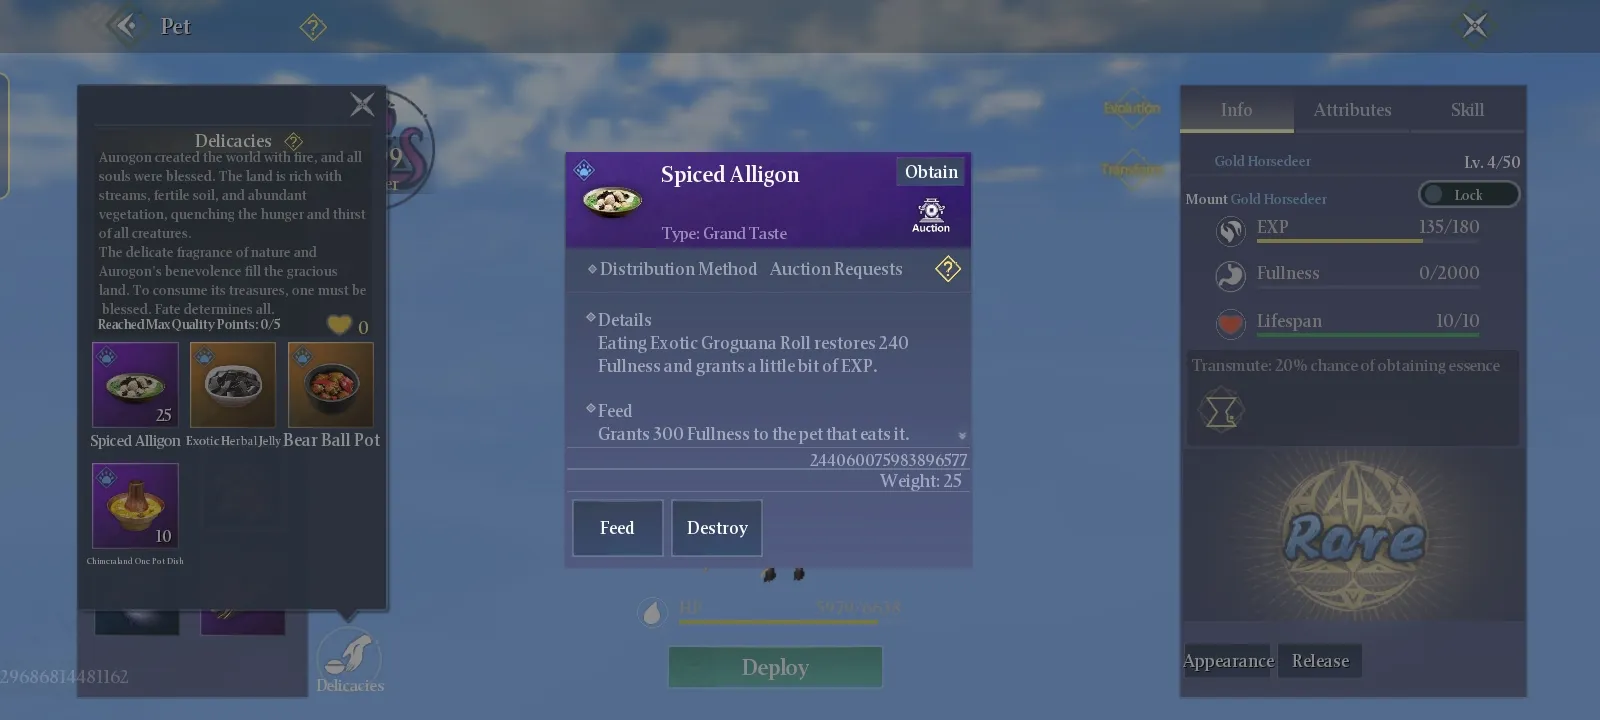 Pet
?
Delicacies ?
Aurogon created the world with fire, and all
souls were blessed. The land is rich with
streams, fertile soil, and abundant
vegetation, quenching the hunger and thirst
of all creatures.
The delicate fragrance of nature and
Aurogon's benevolence fill the gracious
land. To consume its treasures, one must be
blessed. Fate determines all.
Reached Max Quality Points: 0/5
0
25
Spiced Alligon
Exotic Herbal Jelly
Bear Ball Pot
10
Chimeraland One Pot Dish
29686814481162
Delicacies
Spiced Alligon
Obtain
Type: Grand Taste
Auction
Distribution Method Auction Requests ?
Details
Eating Exotic Groguana Roll restores 240
Fullness and grants a little bit of EXP.
Feed
Grants 300 Fullness to the pet that eats it.
244060075983896577
Weight: 25
Feed
Destroy
HP
Deploy
Evolution
Info
Attributes
Skill
Gold Horsedeer
Lv. 4/50
Mount Gold Horsedeer
Lock
EXP 135/180
Fullness 0/2000
Lifespan 10/10
Transmute: 20% chance of obtaining essence
Rare
Appearance
Release